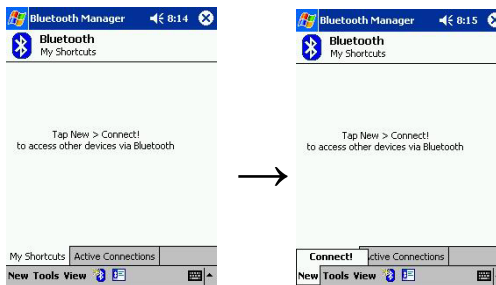 Bluetooth Manager 8:14
Bluetooth
My Shortcuts
Tap New > Connect!
to access other devices via Bluetooth
My Shortcuts Active Connections
New Tools View
Bluetooth Manager 8:15
Bluetooth
My Shortcuts
Tap New > Connect!
to access other devices via Bluetooth
Connect! Connections
New Tools View